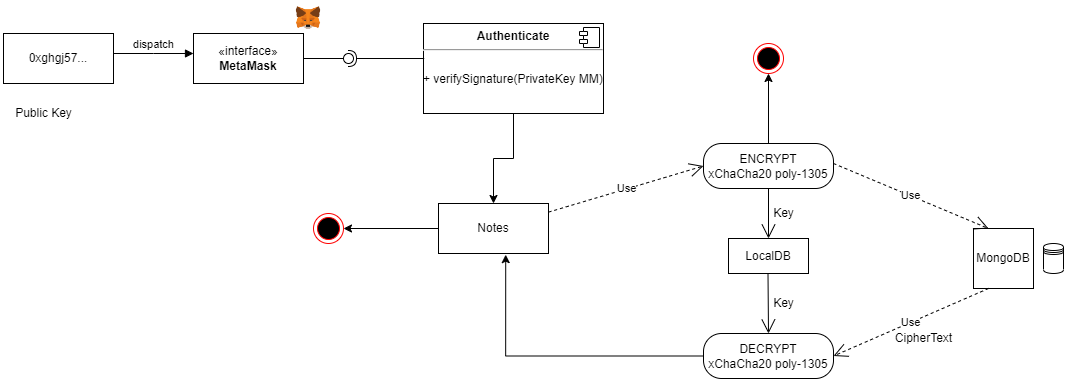 0xghgj57...
dispatch
«interface»
MetaMask
Public Key
Authenticate
+ verifySignature(PrivateKey MM)
Notes
Use
ENCRYPT
xChaCha20 poly-1305
Key
Use
LocalDB
MongoDB
Key
Use
CipherText
DECRYPT
xChaCha20 poly-1305